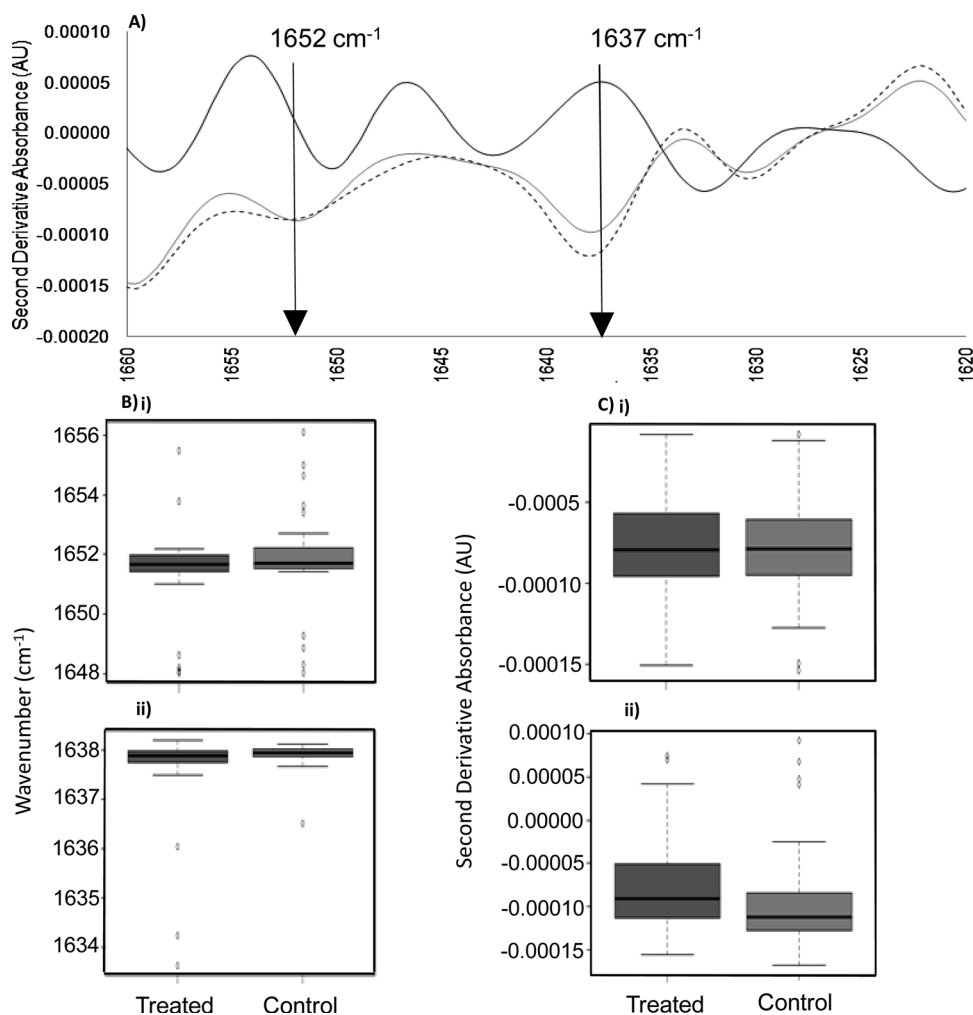 A)
1652 cm-1
1637 cm-1
Second Derivative Absorbance (AU)
0.00010
0.00005
0.00000
-0.00005
-0.00010
-0.00015
-0.00020
1660
1655
1650
1645
1640
1635
1630
1625
1620
B) i)
1656
1654
1652
1650
1648
ii)
1638
1637
1636
1635
1634
Wavenumber (cm-1)
Treated
Control
C) i)
-0.0005
-0.00010
-0.00015
ii)
0.00010
0.00005
0.00000
-0.00005
-0.00010
-0.00015
Second Derivative Absorbance (AU)
Treated
Control